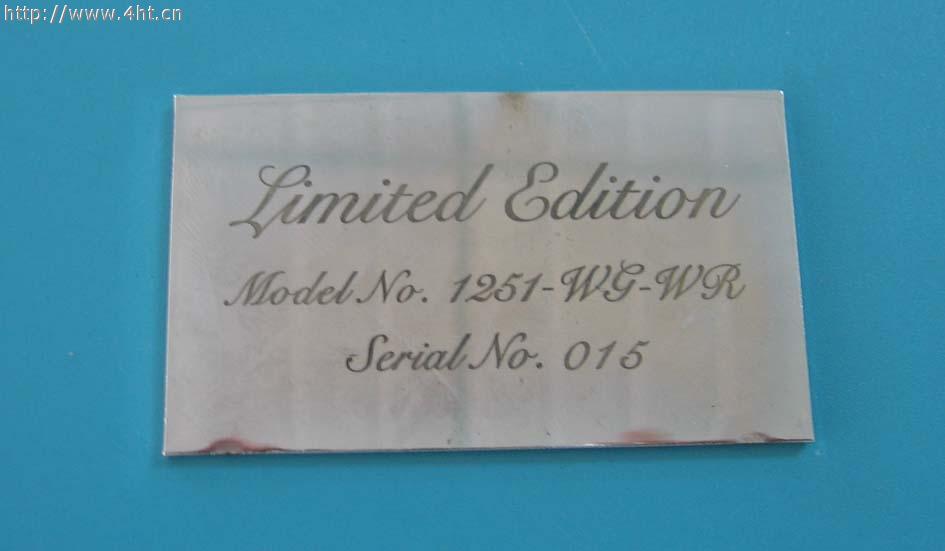 http://www.4ht.cn
Limited Edition
Model No. 1251-WG-WR
Serial No. 015